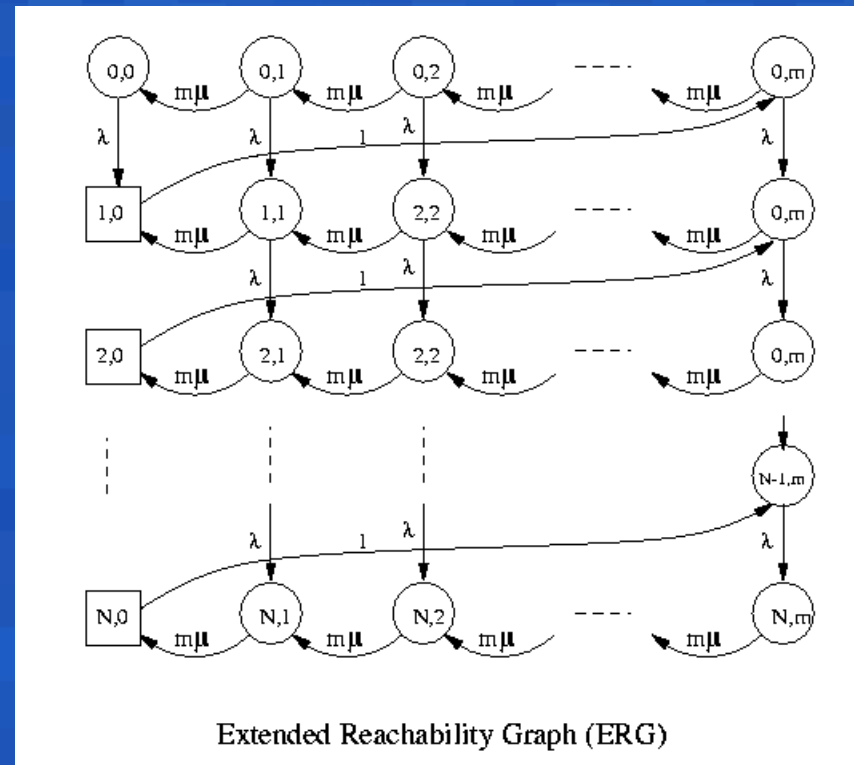 0,0 0,1 0,2 0,m
mμ mμ mμ mμ
λ λ 1 λ λ
1,0 1,1 2,2 0,m
mμ mμ mμ mμ
λ 1 λ λ
2,0 2,1 2,2 0,m
mμ mμ mμ mμ
N-1,m
λ 1 λ λ
N,0 N,1 N,2 N,m
mμ mμ mμ mμ
Extended Reachability Graph (ERG)